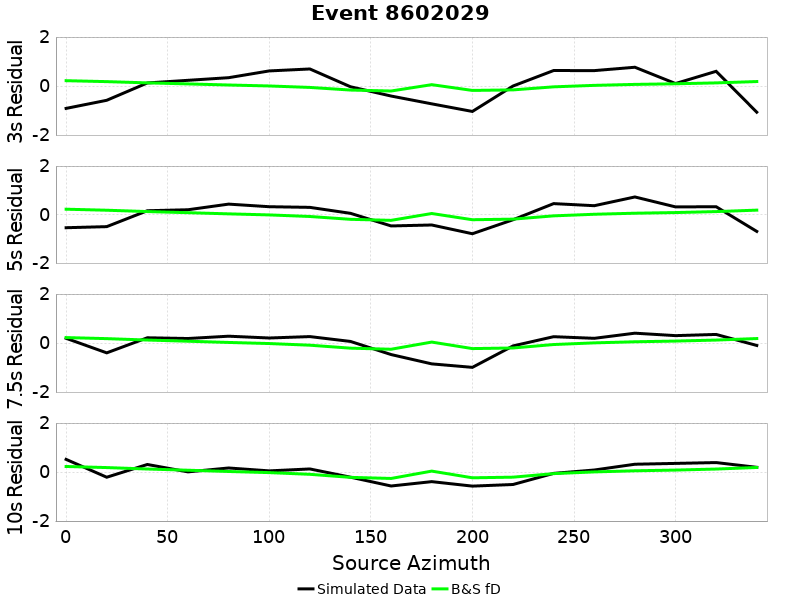 Event 8602029
3s Residual
2
0
-2
5s Residual
2
0
-2
7.5s Residual
2
0
-2
10s Residual
2
0
-2
0 50 100 150 200 250 300
Source Azimuth
Simulated Data B&S fD